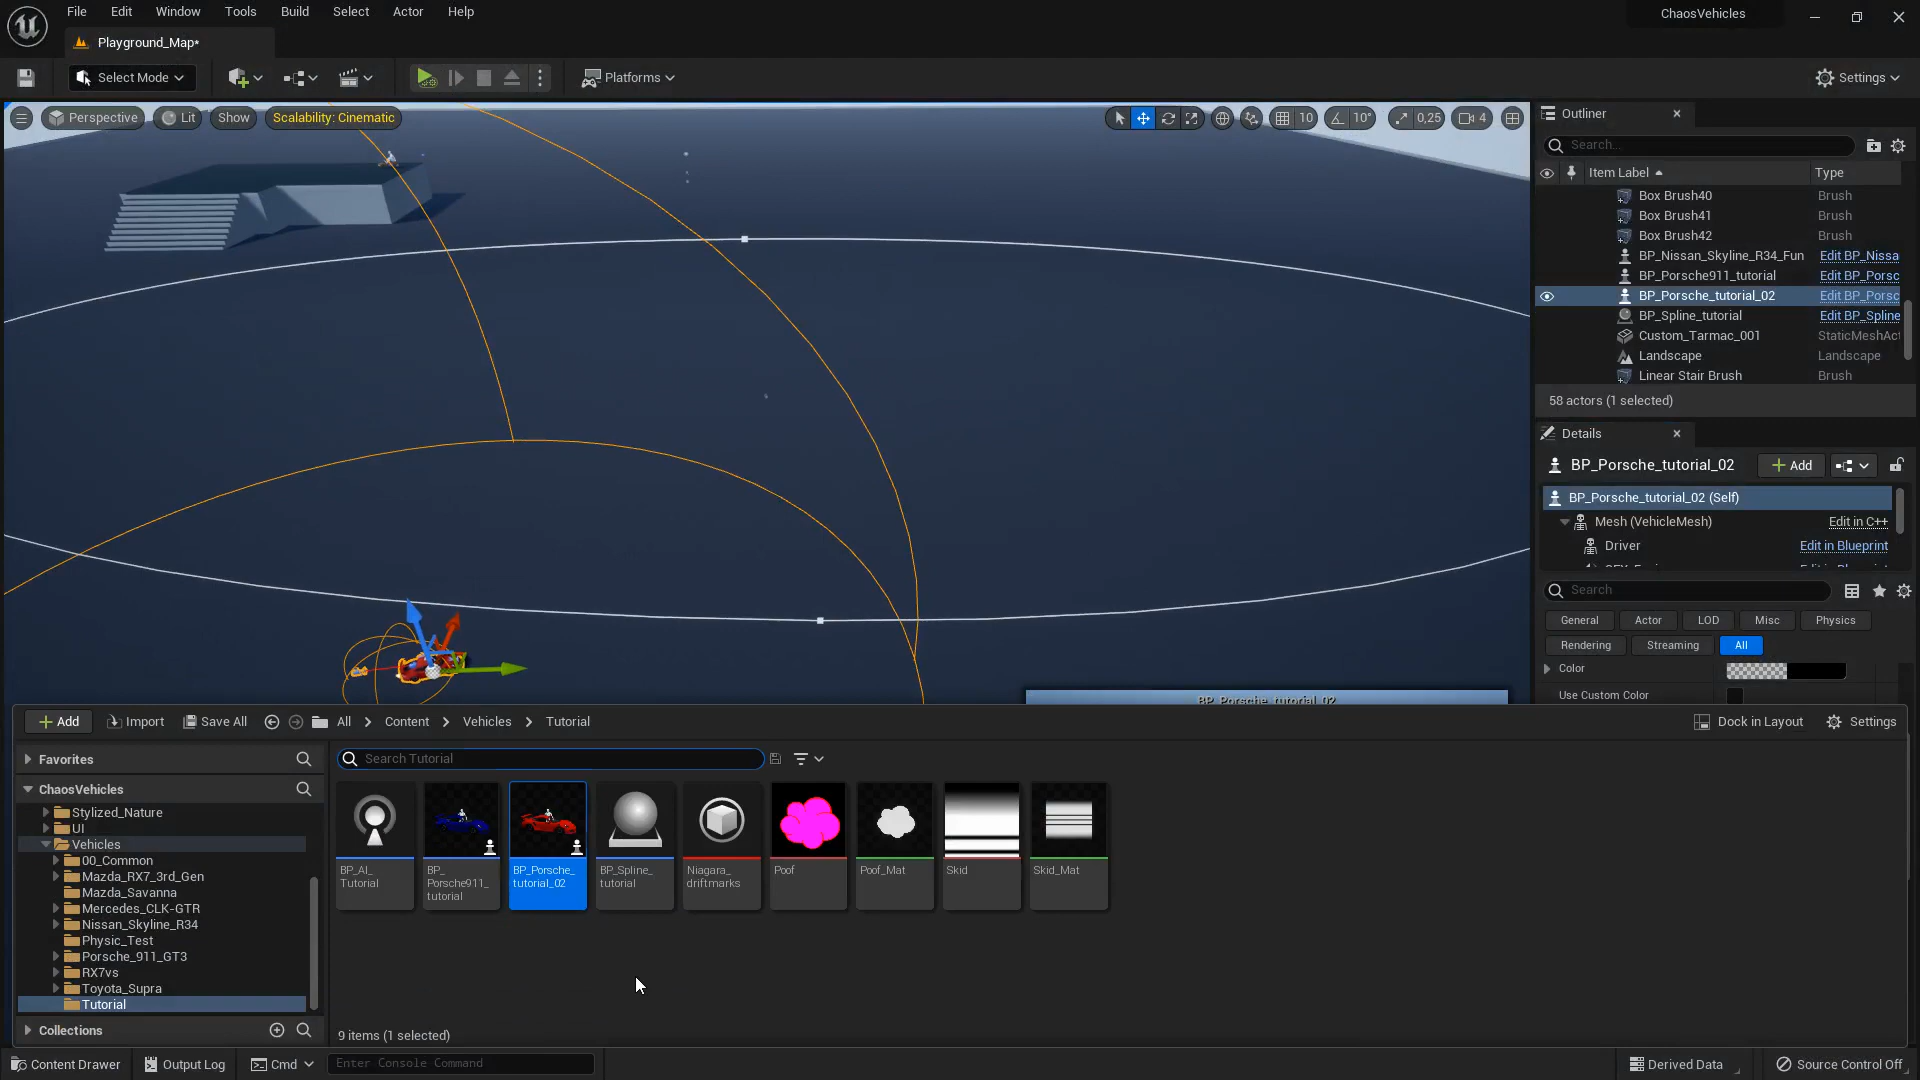 File Edit Window Tools Build Select Actor Help
ChaosVehicles
Playground_Map*
Select Mode
Platforms
Settings
Perspective
Lit
Show
Scalability: Cinematic
10
10°
0,25
4
Outliner
Search...
Item Label
Type
Box Brush40 Brush
Box Brush41 Brush
Box Brush42 Brush
BP_Nissan_Skyline_R34_Fun Edit BP_Nissa
BP_Porsche911_tutorial Edit BP_Porsc
BP_Porsche_tutorial_02 Edit BP_Porsc
BP_Spline_tutorial Edit BP_Spline
Custom_Tarmac_001 StaticMeshAct
Landscape Landscape
Linear Stair Brush Brush
58 actors (1 selected)
Details
BP_Porsche_tutorial_02
Add
BP_Porsche_tutorial_02 (Self)
Mesh (VehicleMesh) Edit in C++
Driver Edit in Blueprint
Search
General Actor LOD Misc Physics
Rendering Streaming All
Color
Use Custom Color
BP_Porsche_tutorial_02
Add Import Save All All Content Vehicles Tutorial
Dock in Layout Settings
Favorites
ChaosVehicles
Stylized_Nature
UI
Vehicles
00_Common
Mazda_RX7_3rd_Gen
Mazda_Savanna
Mercedes_CLK-GTR
Nissan_Skyline_R34
Physic_Test
Porsche_911_GT3
RX7vs
Toyota_Supra
Tutorial
Collections
Search Tutorial
BP_AI_
Tutorial
BP_
Porsche911_
tutorial
BP_Porsche_
tutorial_02
BP_Spline_
tutorial
Niagara_
driftmarks
Poof
Poof_Mat
Skid
Skid_Mat
9 items (1 selected)
Content Drawer
Output Log
Cmd
Enter Console Command
Derived Data
Source Control Off